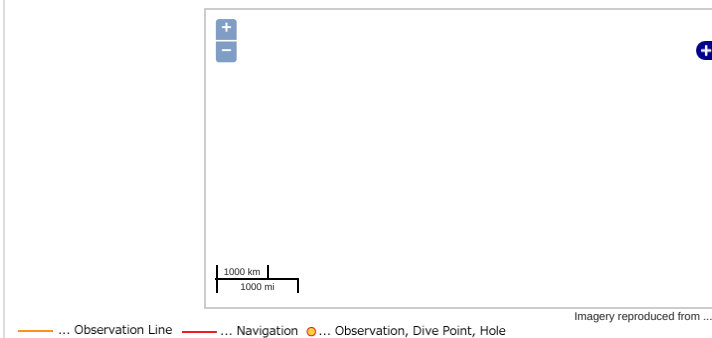 +
−
+
1000 km
1000 mi
Imagery reproduced from ...
... Observation Line ... Navigation ... Observation, Dive Point, Hole